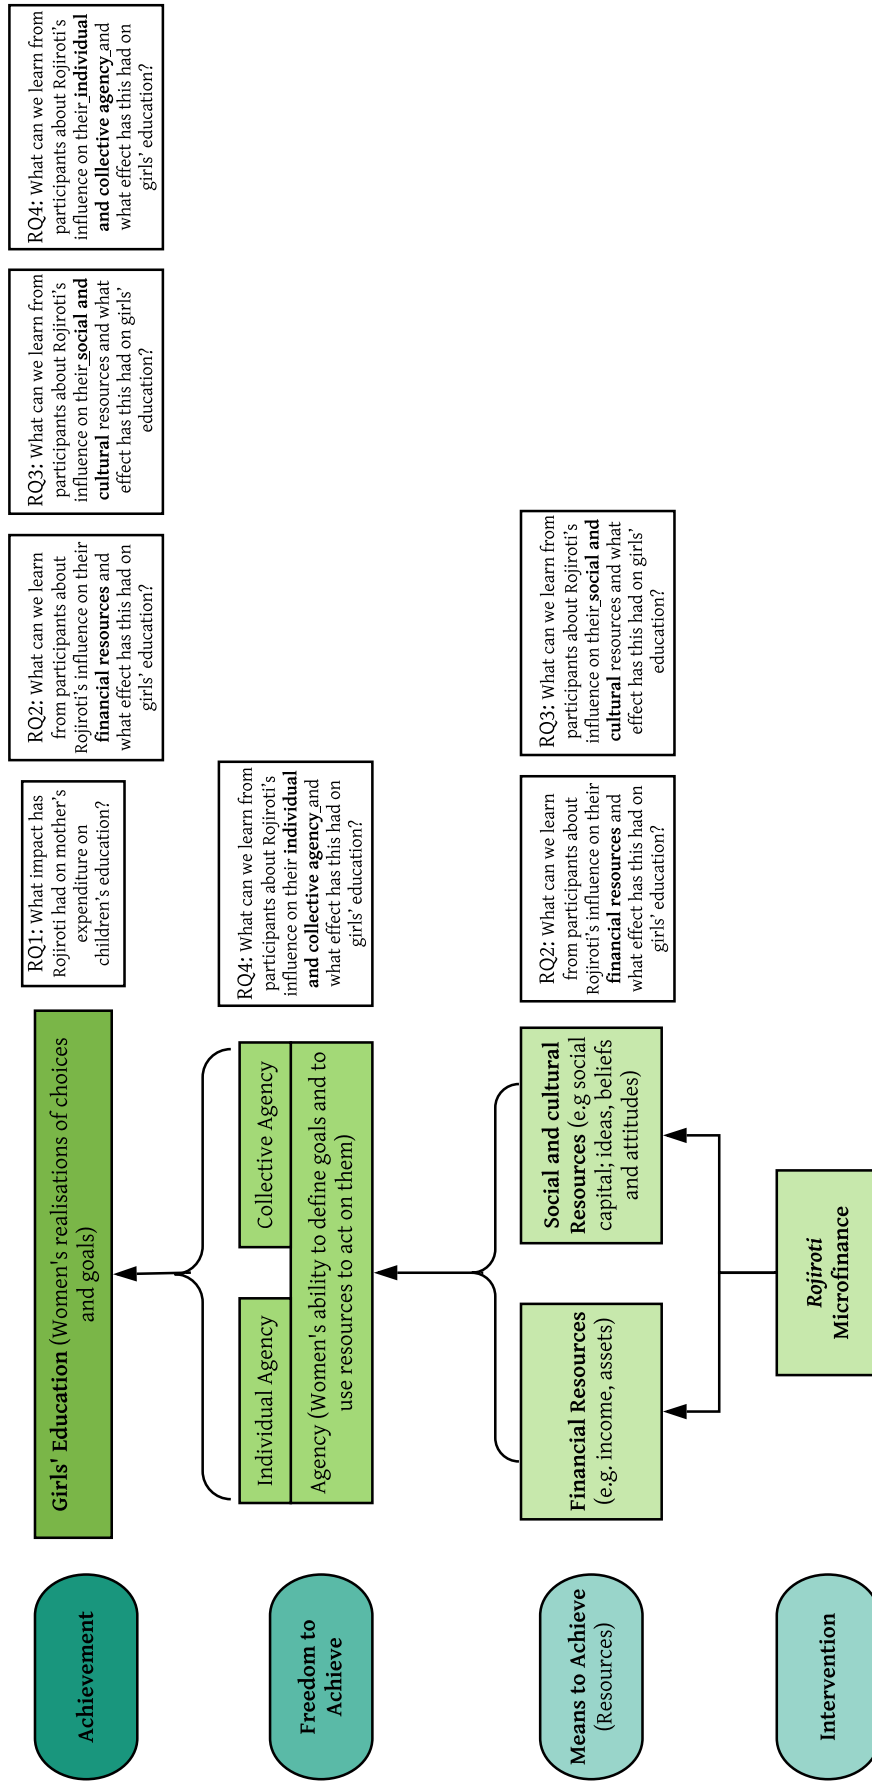 Achievement
Girls' Education (Women's realisations of choices
and goals)
RQ1: What impact has
Rojiroti had on mother's
expenditure on
children's education?
RQ2: What can we learn
from participants about
Rojiroti's influence on their
financial resources and
what effect has this had on
girls' education?
RQ3: What can we learn from
participants about Rojiroti's
influence on their social and
cultural resources and what
effect has this had on girls'
education?
RQ4: What can we learn from
participants about Rojiroti's
influence on their individual
and collective agency and
what effect has this had on
girls' education?
Freedom to
Achieve
Individual Agency
Collective Agency
Agency (Women's ability to define goals and to
use resources to act on them)
RQ4: What can we learn from
participants about Rojiroti's
influence on their individual
and collective agency and
what effect has this had on
girls' education?
Means to Achieve
(Resources)
Financial Resources
(e.g. income, assets)
Social and cultural
Resources (e.g social
capital; ideas, beliefs
and attitudes)
RQ2: What can we learn
from participants about
Rojiroti's influence on their
financial resources and
what effect has this had on
girls' education?
RQ3: What can we learn from
participants about Rojiroti's
influence on their social and
cultural resources and what
effect has this had on girls'
education?
Intervention
Rojiroti
Microfinance